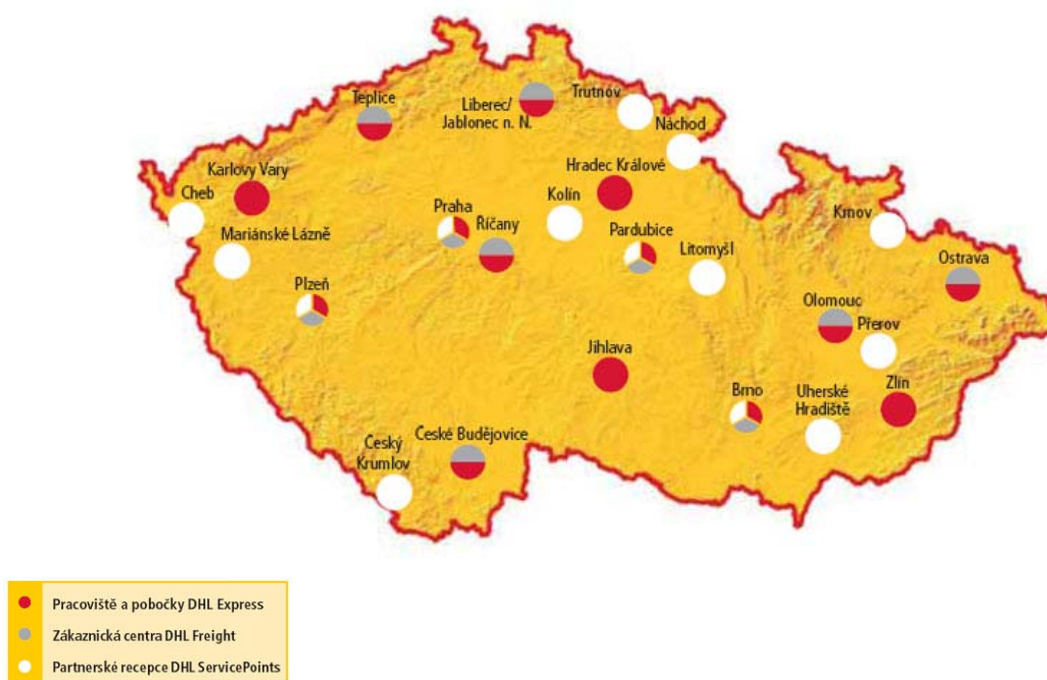 Teplice
Liberec/
Jablonec n. N.
Trutnov
Náchod
Karlovy Vary
Hradec Králové
Cheb
Kolín
Praha
Říčany
Pardubice
Krnov
Mariánské Lázně
Litomyšl
Ostrava
Plzeň
Olomouc
Přerov
Jihlava
Brno
Uherské
Hradiště
Zlín
Český
Krumlov
České Budějovice
Pracoviště a pobočky DHL Express
Zákaznická centra DHL Freight
Partnerské recepce DHL ServicePoints